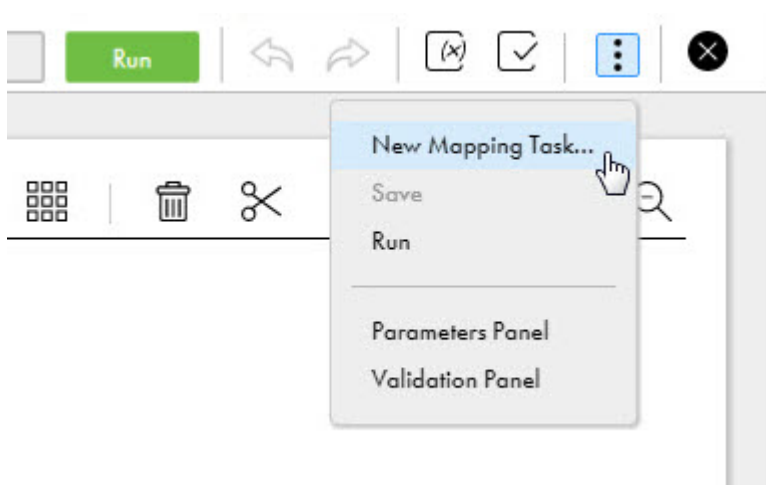 Run
(x)
New Mapping Task...
Save
Run
Parameters Panel
Validation Panel